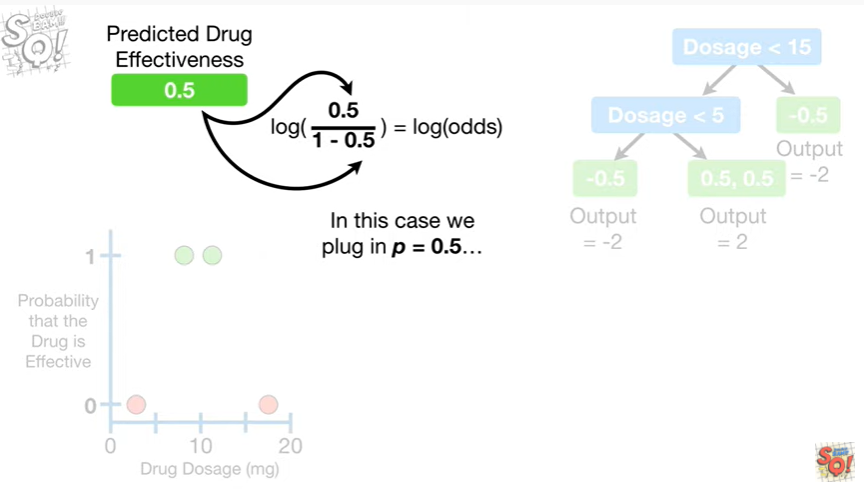 Predicted Drug
Effectiveness
0.5
log(
0.5
1 - 0.5
) = log(odds)
In this case we
plug in p = 0.5…
Dosage < 15
Dosage < 5
-0.5
Output
= -2
-0.5
Output
= -2
0.5, 0.5
Output
= 2
1
Probability
that the
Drug is
Effective
0
0
10
20
Drug Dosage (mg)
SQ!
SQ!